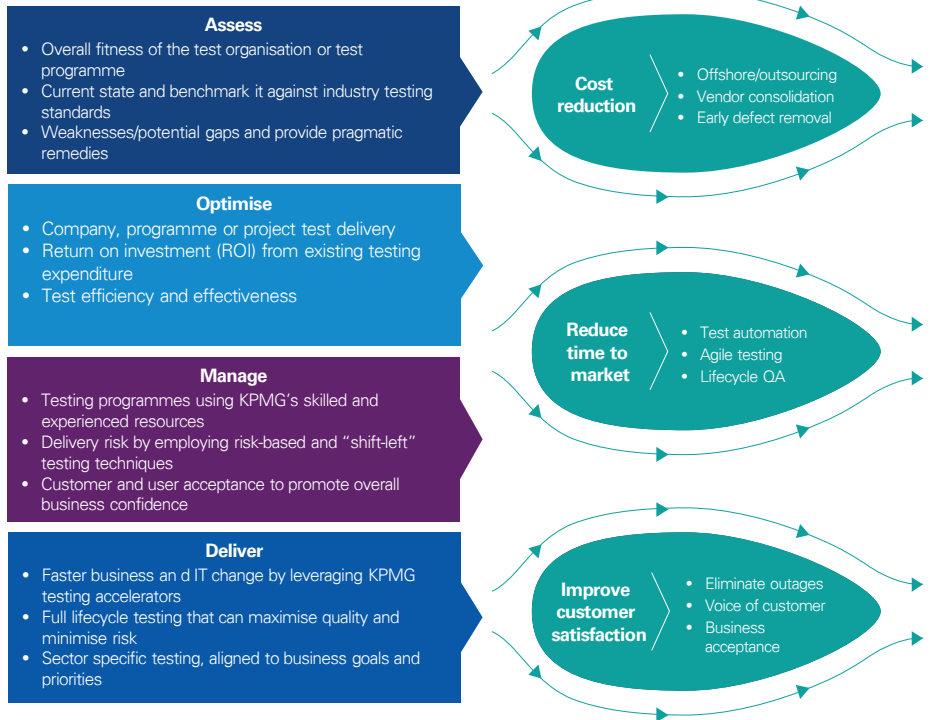 Assess
• Overall fitness of the test organisation or test
programme
• Current state and benchmark it against industry testing
standards
• Weaknesses/potential gaps and provide pragmatic
remedies
Optimise
• Company, programme or project test delivery
• Return on investment (ROI) from existing testing
expenditure
• Test efficiency and effectiveness
Manage
• Testing programmes using KPMG's skilled and
experienced resources
• Delivery risk by employing risk-based and “shift-left”
testing techniques
• Customer and user acceptance to promote overall
business confidence
Deliver
• Faster business an d IT change by leveraging KPMG
testing accelerators
• Full lifecycle testing that can maximise quality and
minimise risk
• Sector specific testing, aligned to business goals and
priorities
Cost
reduction
• Offshore/outsourcing
• Vendor consolidation
• Early defect removal
Reduce
time to
market
• Test automation
• Agile testing
• Lifecycle QA
Improve
customer
satisfaction
• Eliminate outages
• Voice of customer
• Business
acceptance